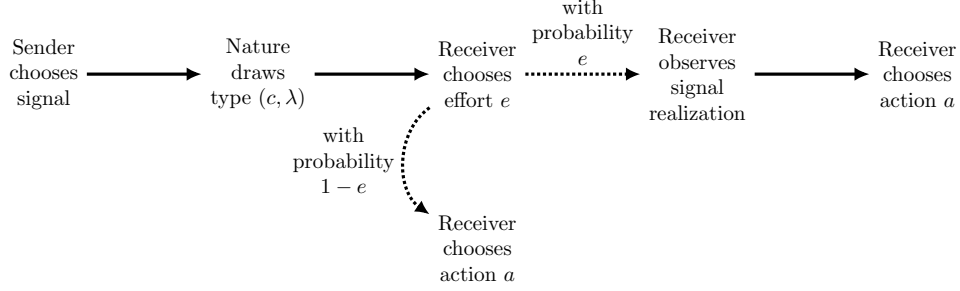 Sender
chooses
signal
Nature
draws
type (c, λ)
Receiver
chooses
effort e
with
probability
e
Receiver
observes
signal
realization
Receiver
chooses
action a
with
probability
1 − e
Receiver
chooses
action a